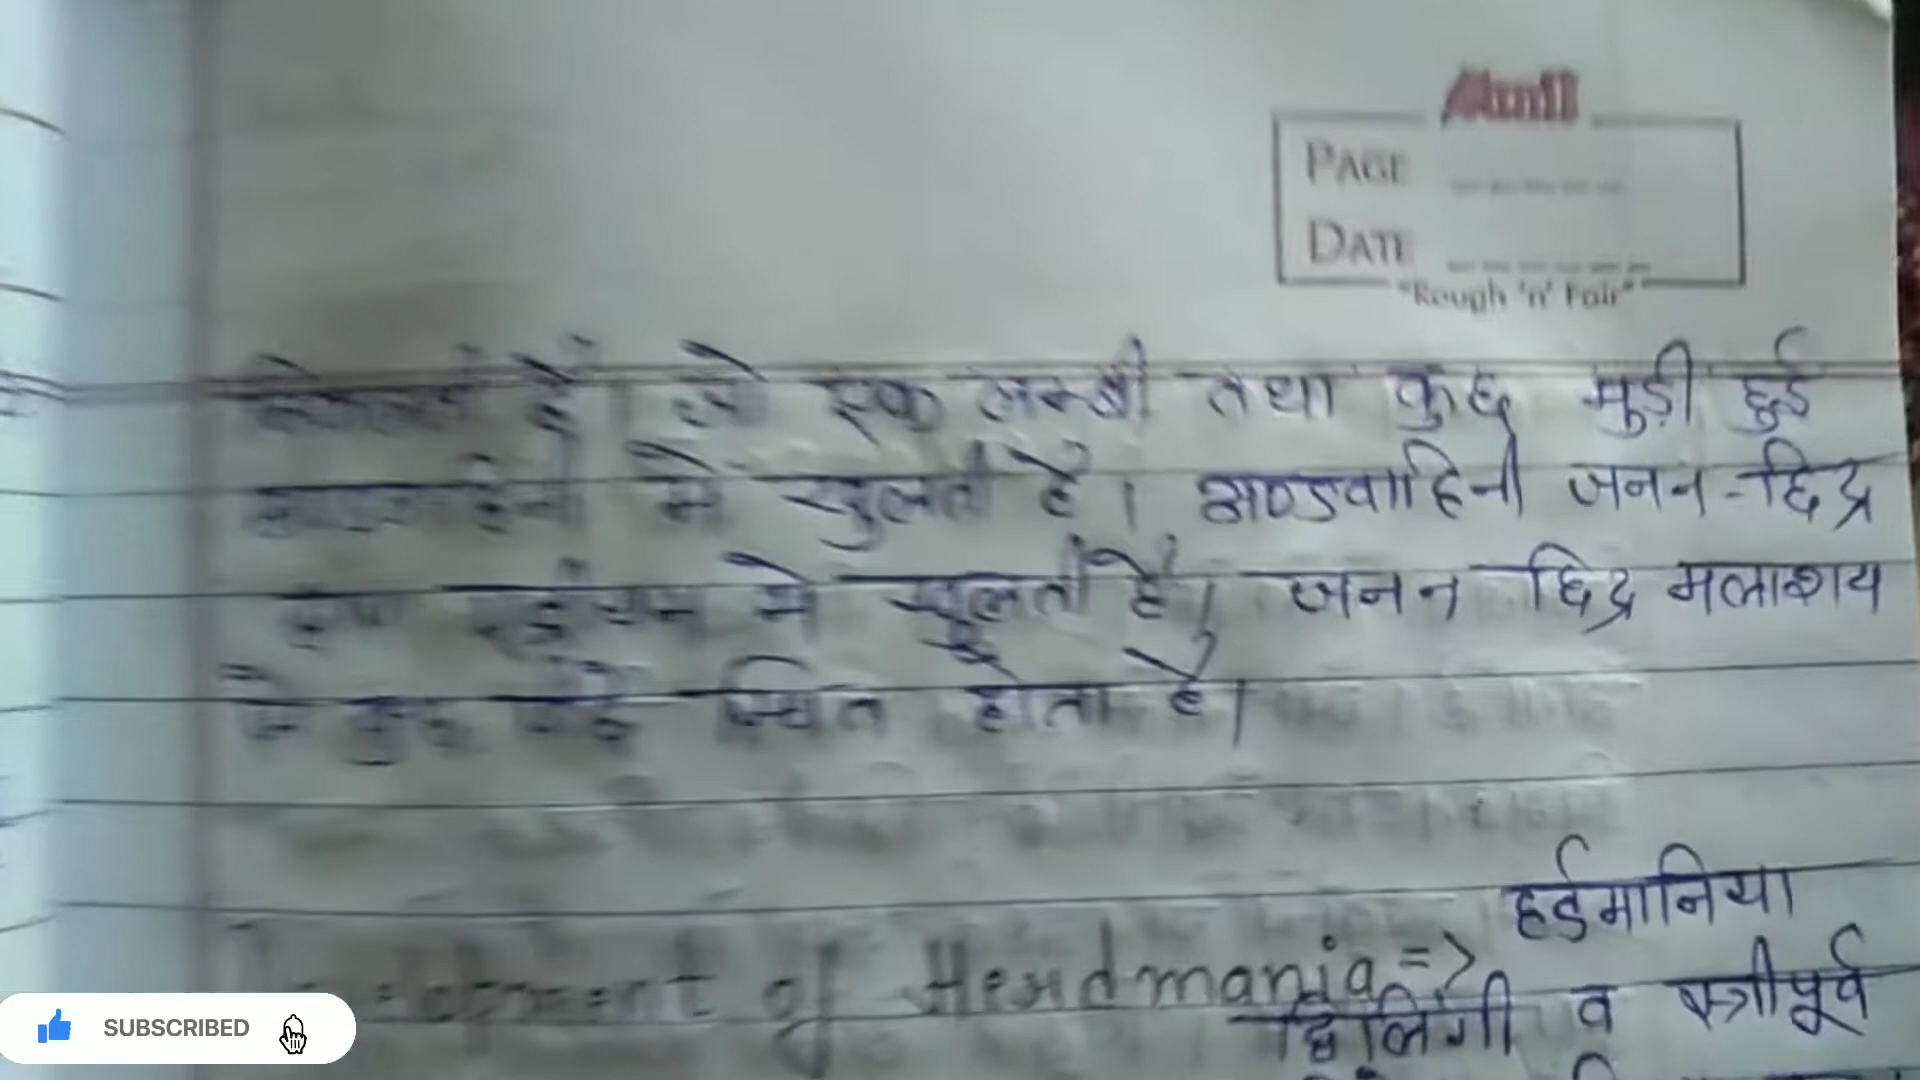 Anil
PAGE
DATE
"Rough 'n' Fair"
हैं। जो एक लम्बी तथा कुछ मुड़ी हुई
में खुलती है। अण्डवाहिनी जनन-छिद्र
में खुलती है, जनन छिद्र मलाशय
से कुछ स्थित होता है।
हर्डमानिया
Development of Herdmania=>
द्विलिंगी व स्त्रीपूर्व
SUBSCRIBED